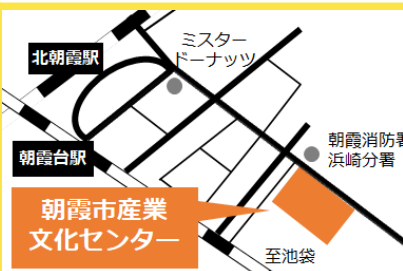 ミスター
ドーナッツ
北朝霞駅
朝霞消防署
浜崎分署
朝霞台駅
朝霞市産業
文化センター
至池袋